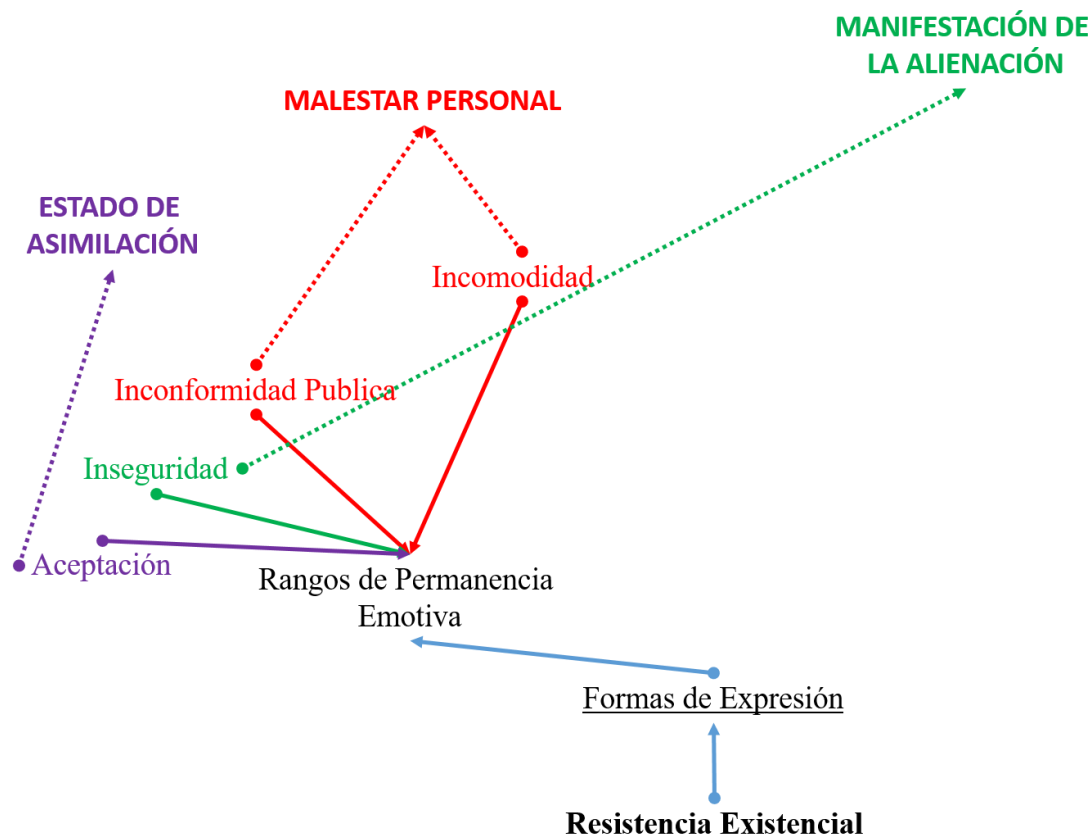 MANIFESTACIÓN DE
LA ALIENACIÓN
MALESTAR PERSONAL
ESTADO DE
ASIMILACIÓN
Incomodidad
Inconformidad Publica
Inseguridad
Aceptación
Rangos de Permanencia
Emotiva
Formas de Expresión
Resistencia Existencial